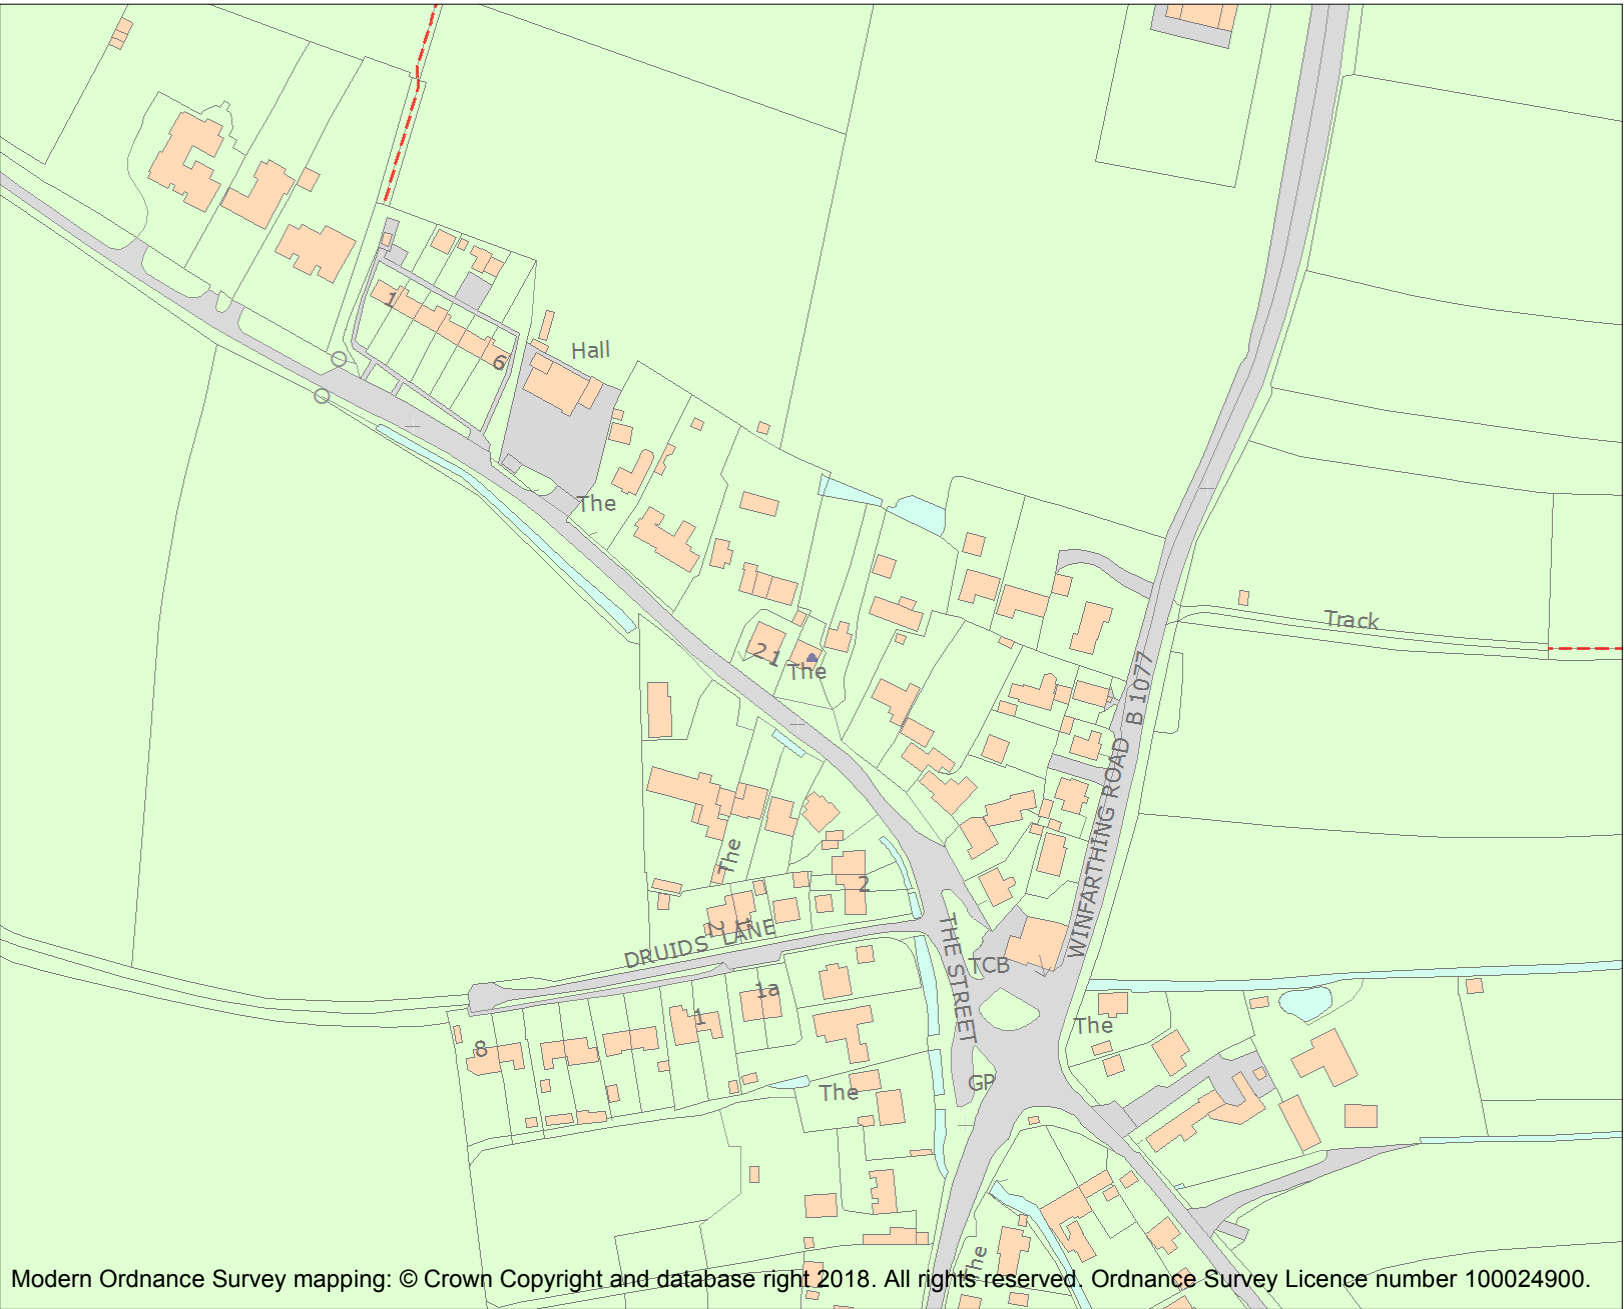 Hall
1
6
The
Track
21
The
WINFARTHING ROAD B 1077
The
2
2
1
DRUIDS' LANE
THE STREET
TCB
1a
1
8
The
GP
The
The
Modern Ordnance Survey mapping: © Crown Copyright and database right 2018. All rights reserved. Ordnance Survey Licence number 100024900.